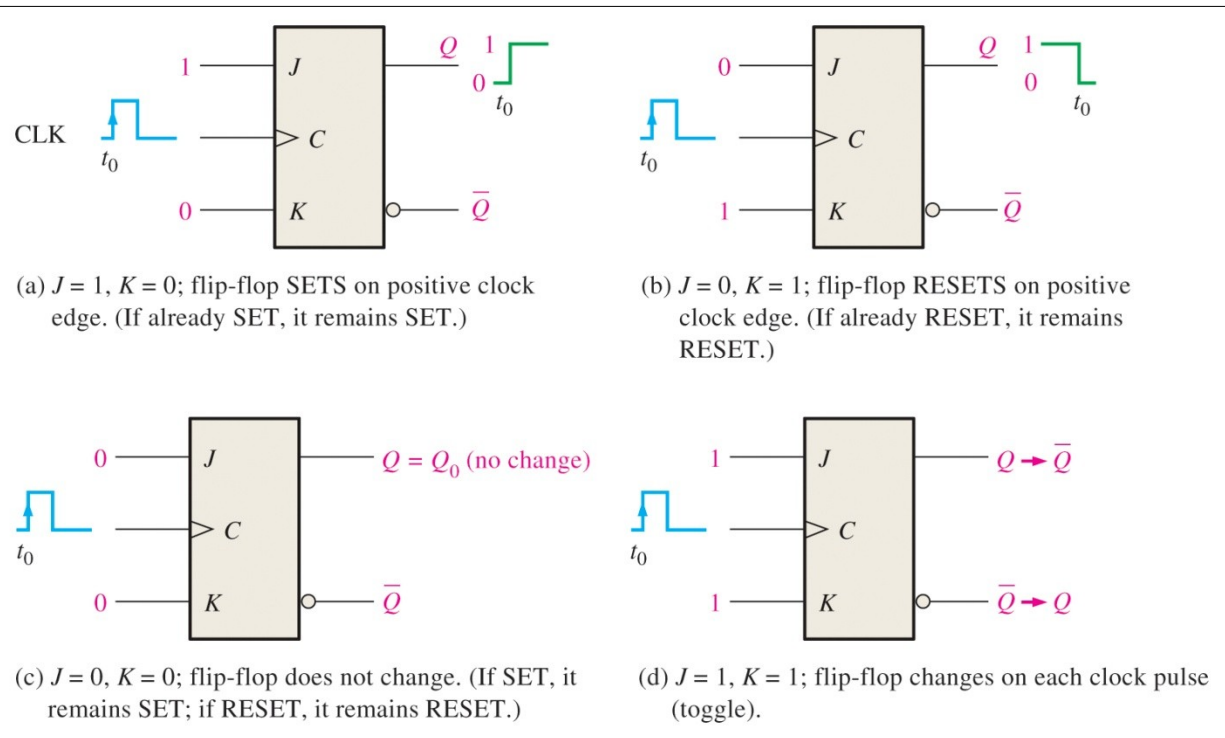 1 J Q 1
0
t₀
CLK C
t₀
0 K Q̅
(a) J = 1, K = 0; flip-flop SETS on positive clock
edge. (If already SET, it remains SET.)
0 J Q 1
0
t₀
C
t₀
1 K Q̅
(b) J = 0, K = 1; flip-flop RESETS on positive
clock edge. (If already RESET, it remains
RESET.)
0 J Q = Q₀ (no change)
C
t₀
0 K Q̅
(c) J = 0, K = 0; flip-flop does not change. (If SET, it
remains SET; if RESET, it remains RESET.)
1 J Q → Q̅
C
t₀
1 K Q̅ → Q
(d) J = 1, K = 1; flip-flop changes on each clock pulse
(toggle).